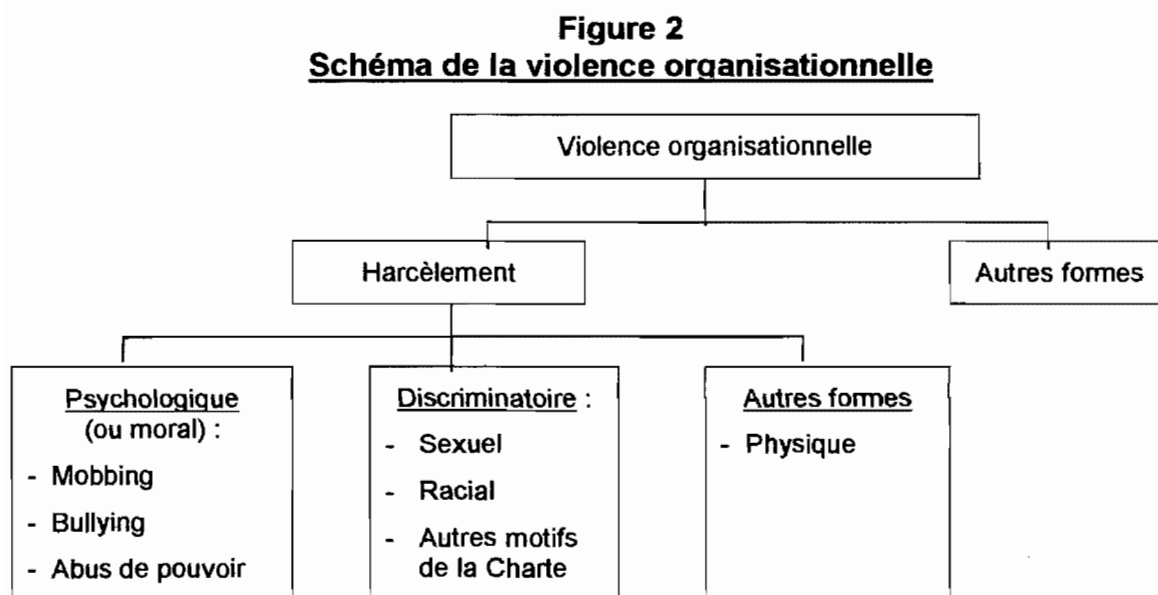 Figure 2
Schéma de la violence organisationnelle
Violence organisationnelle
Harcèlement
Autres formes
Psychologique
(ou moral) :
- Mobbing
- Bullying
- Abus de pouvoir
Discriminatoire :
- Sexuel
- Racial
- Autres motifs
de la Charte
Autres formes
- Physique